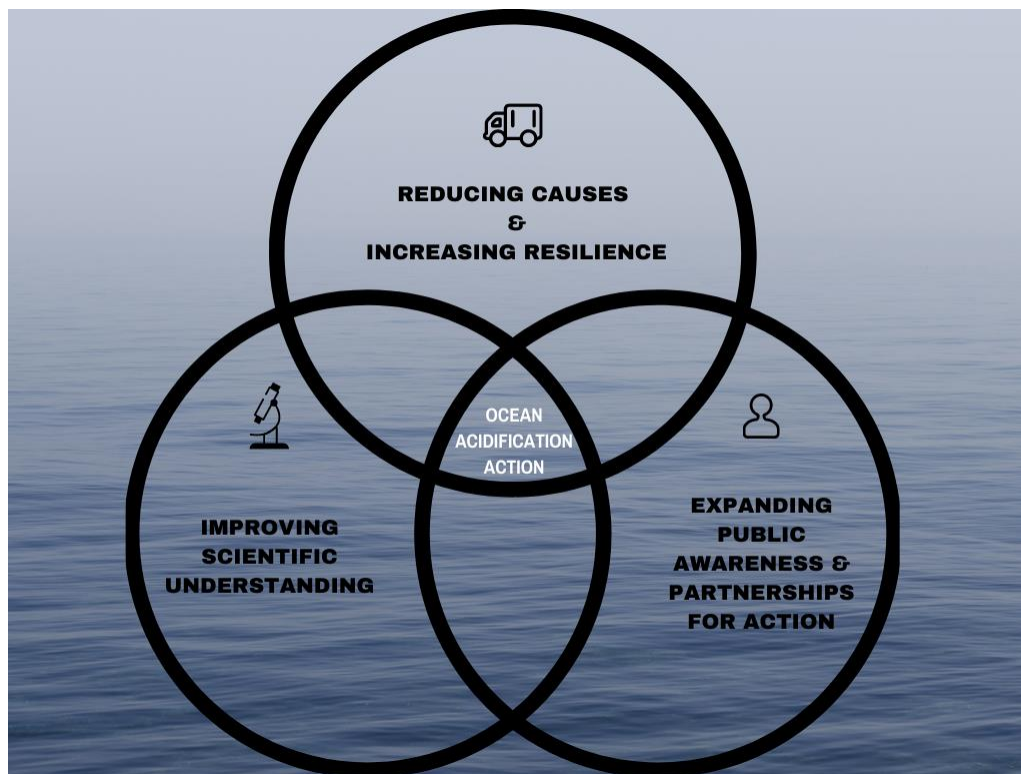 REDUCING CAUSES
&
INCREASING RESILIENCE
OCEAN
ACIDIFICATION
ACTION
IMPROVING
SCIENTIFIC
UNDERSTANDING
EXPANDING
PUBLIC
AWARENESS &
PARTNERSHIPS
FOR ACTION